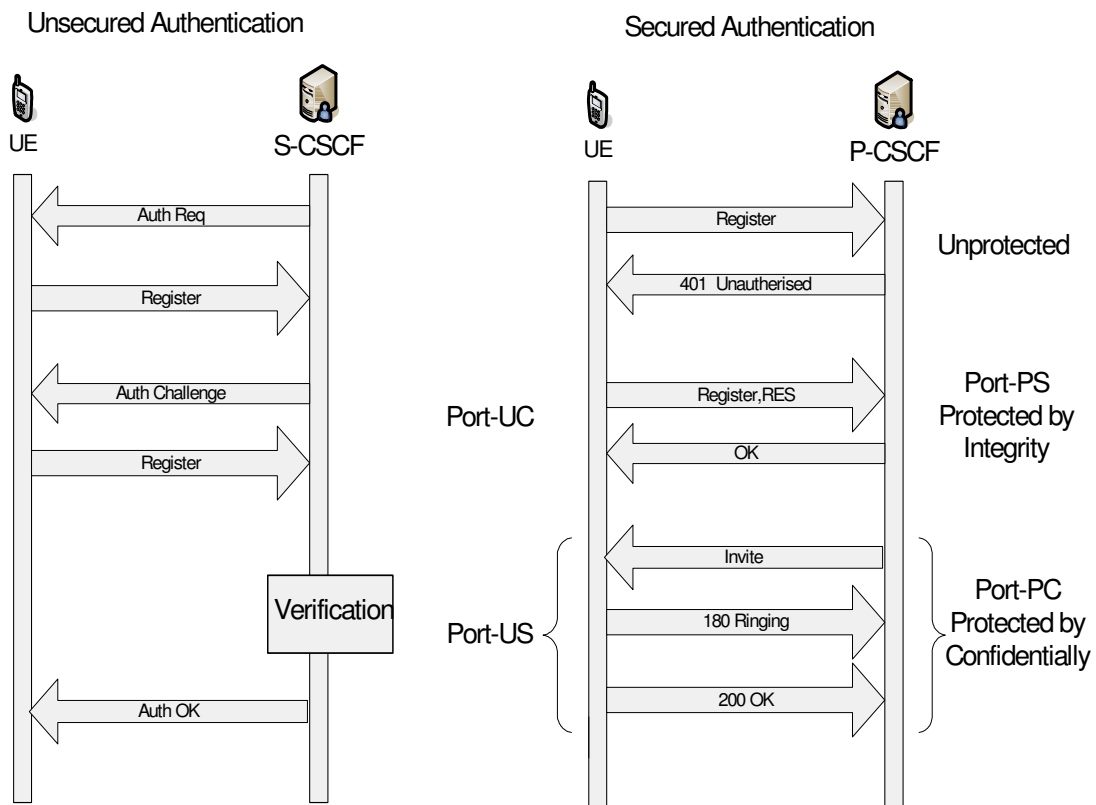 Unsecured Authentication
UE
S-CSCF
Auth Req
Register
Auth Challenge
Register
Verification
Auth OK
Secured Authentication
UE
P-CSCF
Register
Unprotected
401 Unautherised
Port-UC
Register,RES
Port-PS
Protected by
Integrity
OK
Invite
Port-US
180 Ringing
Port-PC
Protected by
Confidentially
200 OK